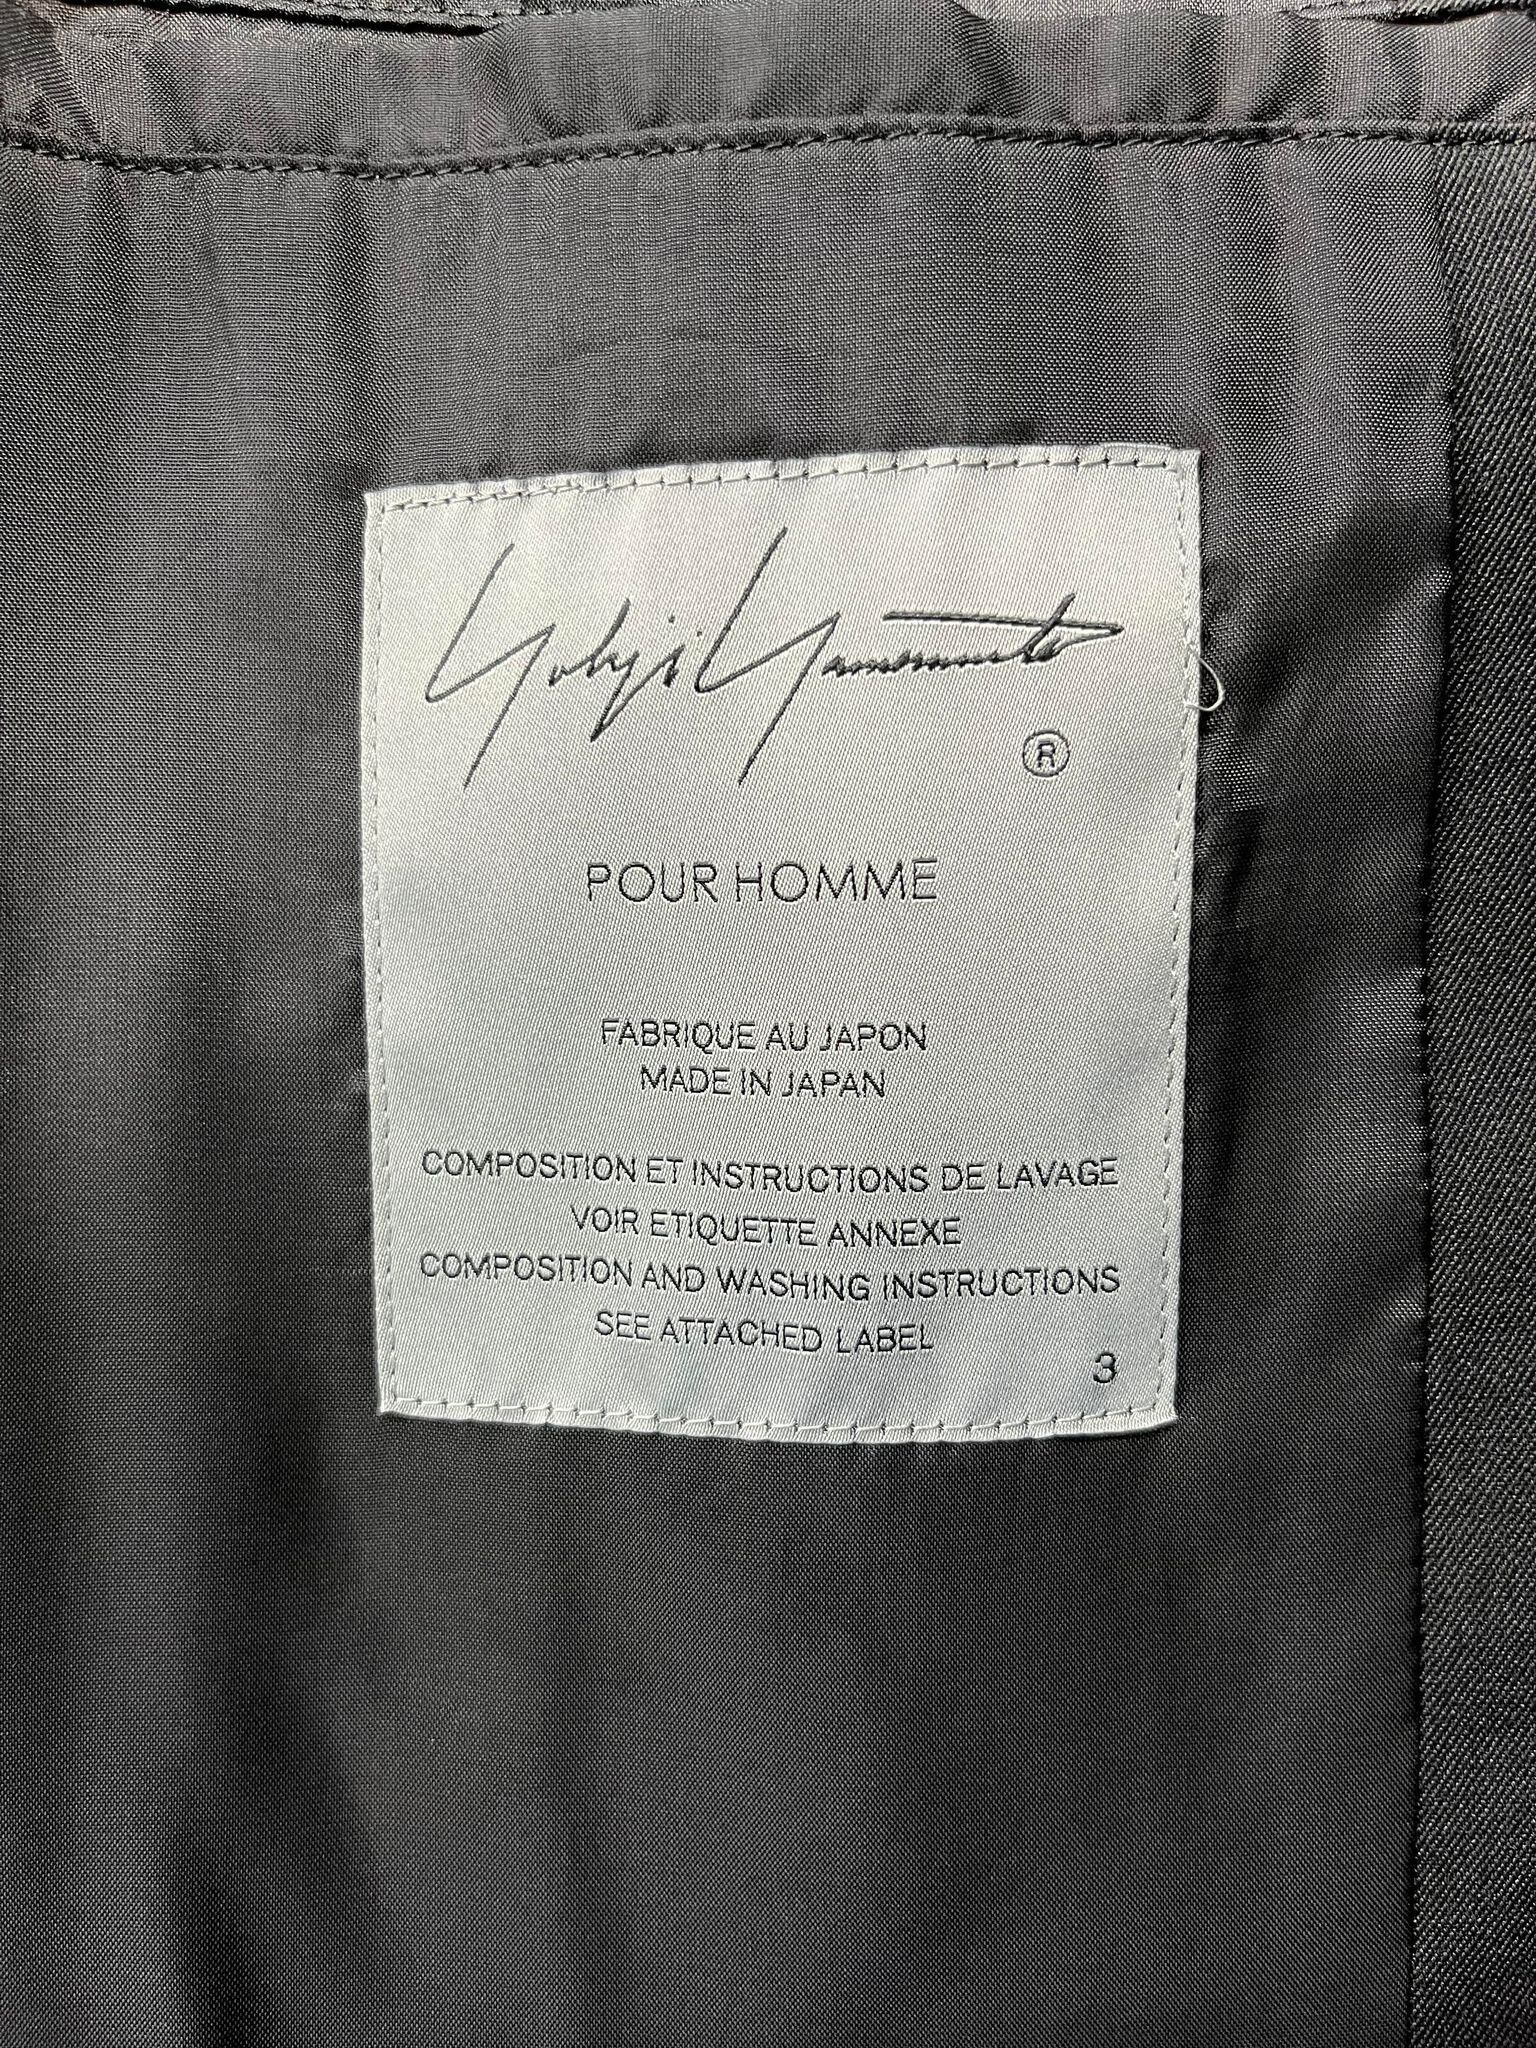 Yohji Yamamoto
®
POUR HOMME
FABRIQUE AU JAPON
MADE IN JAPAN
COMPOSITION ET INSTRUCTIONS DE LAVAGE
VOIR ETIQUETTE ANNEXE
COMPOSITION AND WASHING INSTRUCTIONS
SEE ATTACHED LABEL
3